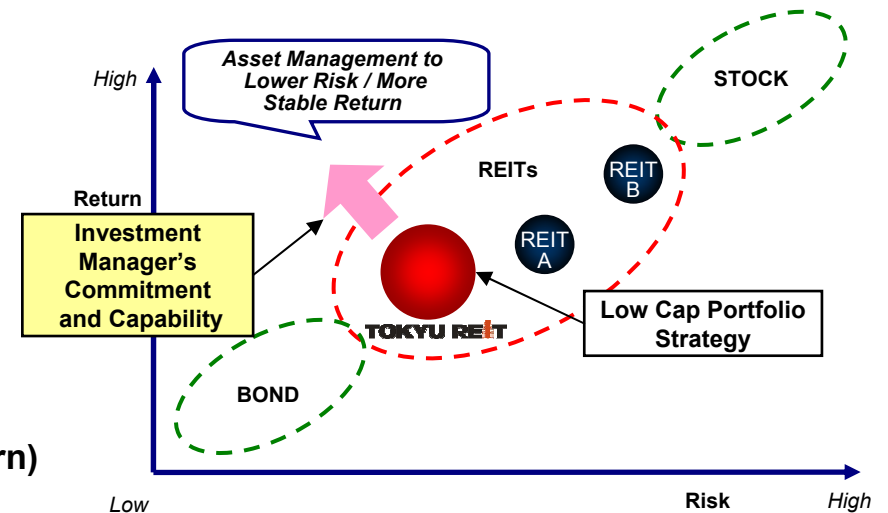 Asset Management to
Lower Risk / More
Stable Return
High
STOCK
REITs
REIT
B
Return
Investment
Manager's
Commitment
and Capability
REIT
A
TOKYU REIT
Low Cap Portfolio
Strategy
BOND
rn)
Low
Risk
High